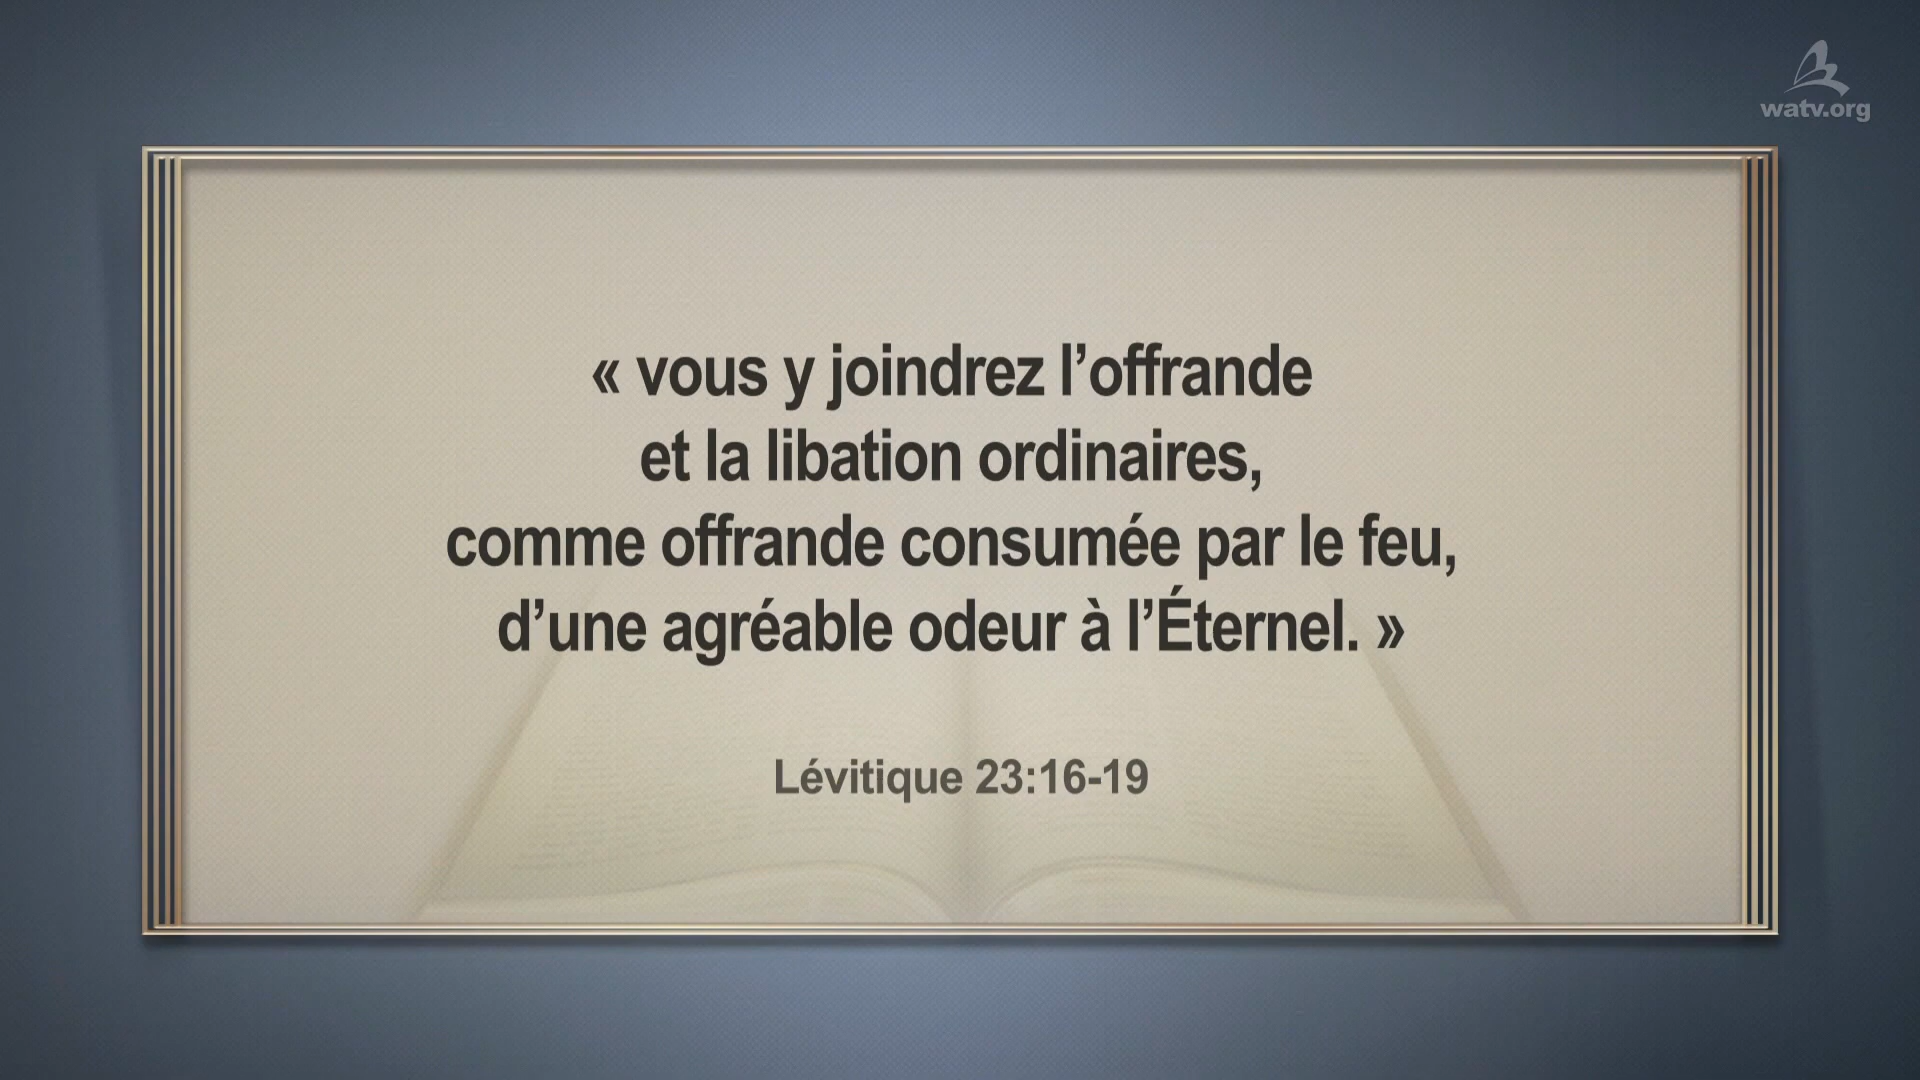 watv.org
« vous y joindrez l’offrande
et la libation ordinaires,
comme offrande consumée par le feu,
d’une agréable odeur à l’Éternel. »
Lévitique 23:16-19